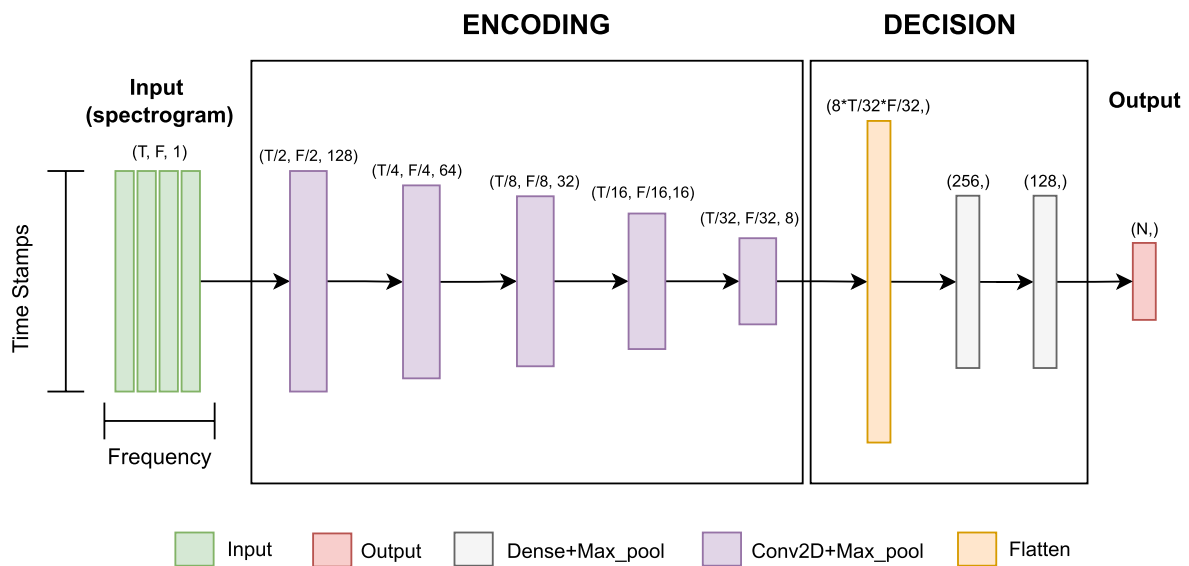 ENCODING
DECISION
Input
(spectrogram)
Output
(T, F, 1)
(T/2, F/2, 128)
(T/4, F/4, 64)
(T/8, F/8, 32)
(T/16, F/16,16)
(T/32, F/32, 8)
(8*T/32*F/32,)
(256,)
(128,)
(N,)
Time Stamps
Frequency
Input
Output
Dense+Max_pool
Conv2D+Max_pool
Flatten